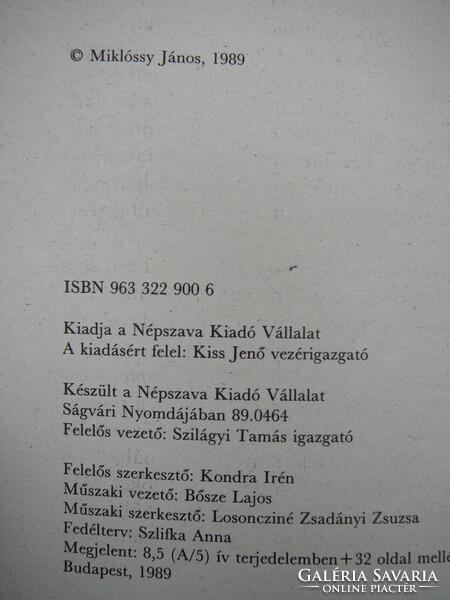 © Miklóssy János, 1989
ISBN 963 322 900 6
Kiadja a Népszava Kiadó Vállalat
A kiadásért felel: Kiss Jenő vezérigazgató
Készült a Népszava Kiadó Vállalat
Ságvári Nyomdájában 89.0464
Felelős vezető: Szilágyi Tamás igazgató
Felelős szerkesztő: Kondra Irén
Műszaki vezető: Bősze Lajos
Műszaki szerkesztő: Losoncziné Zsadányi Zsuzsa
Fedélterv: Szlifka Anna
Megjelent: 8,5 (A/5) ív terjedelemben+32 oldal mellé
Budapest, 1989
GALÉRIA SAVARIA
ONLINE PIACTÉR